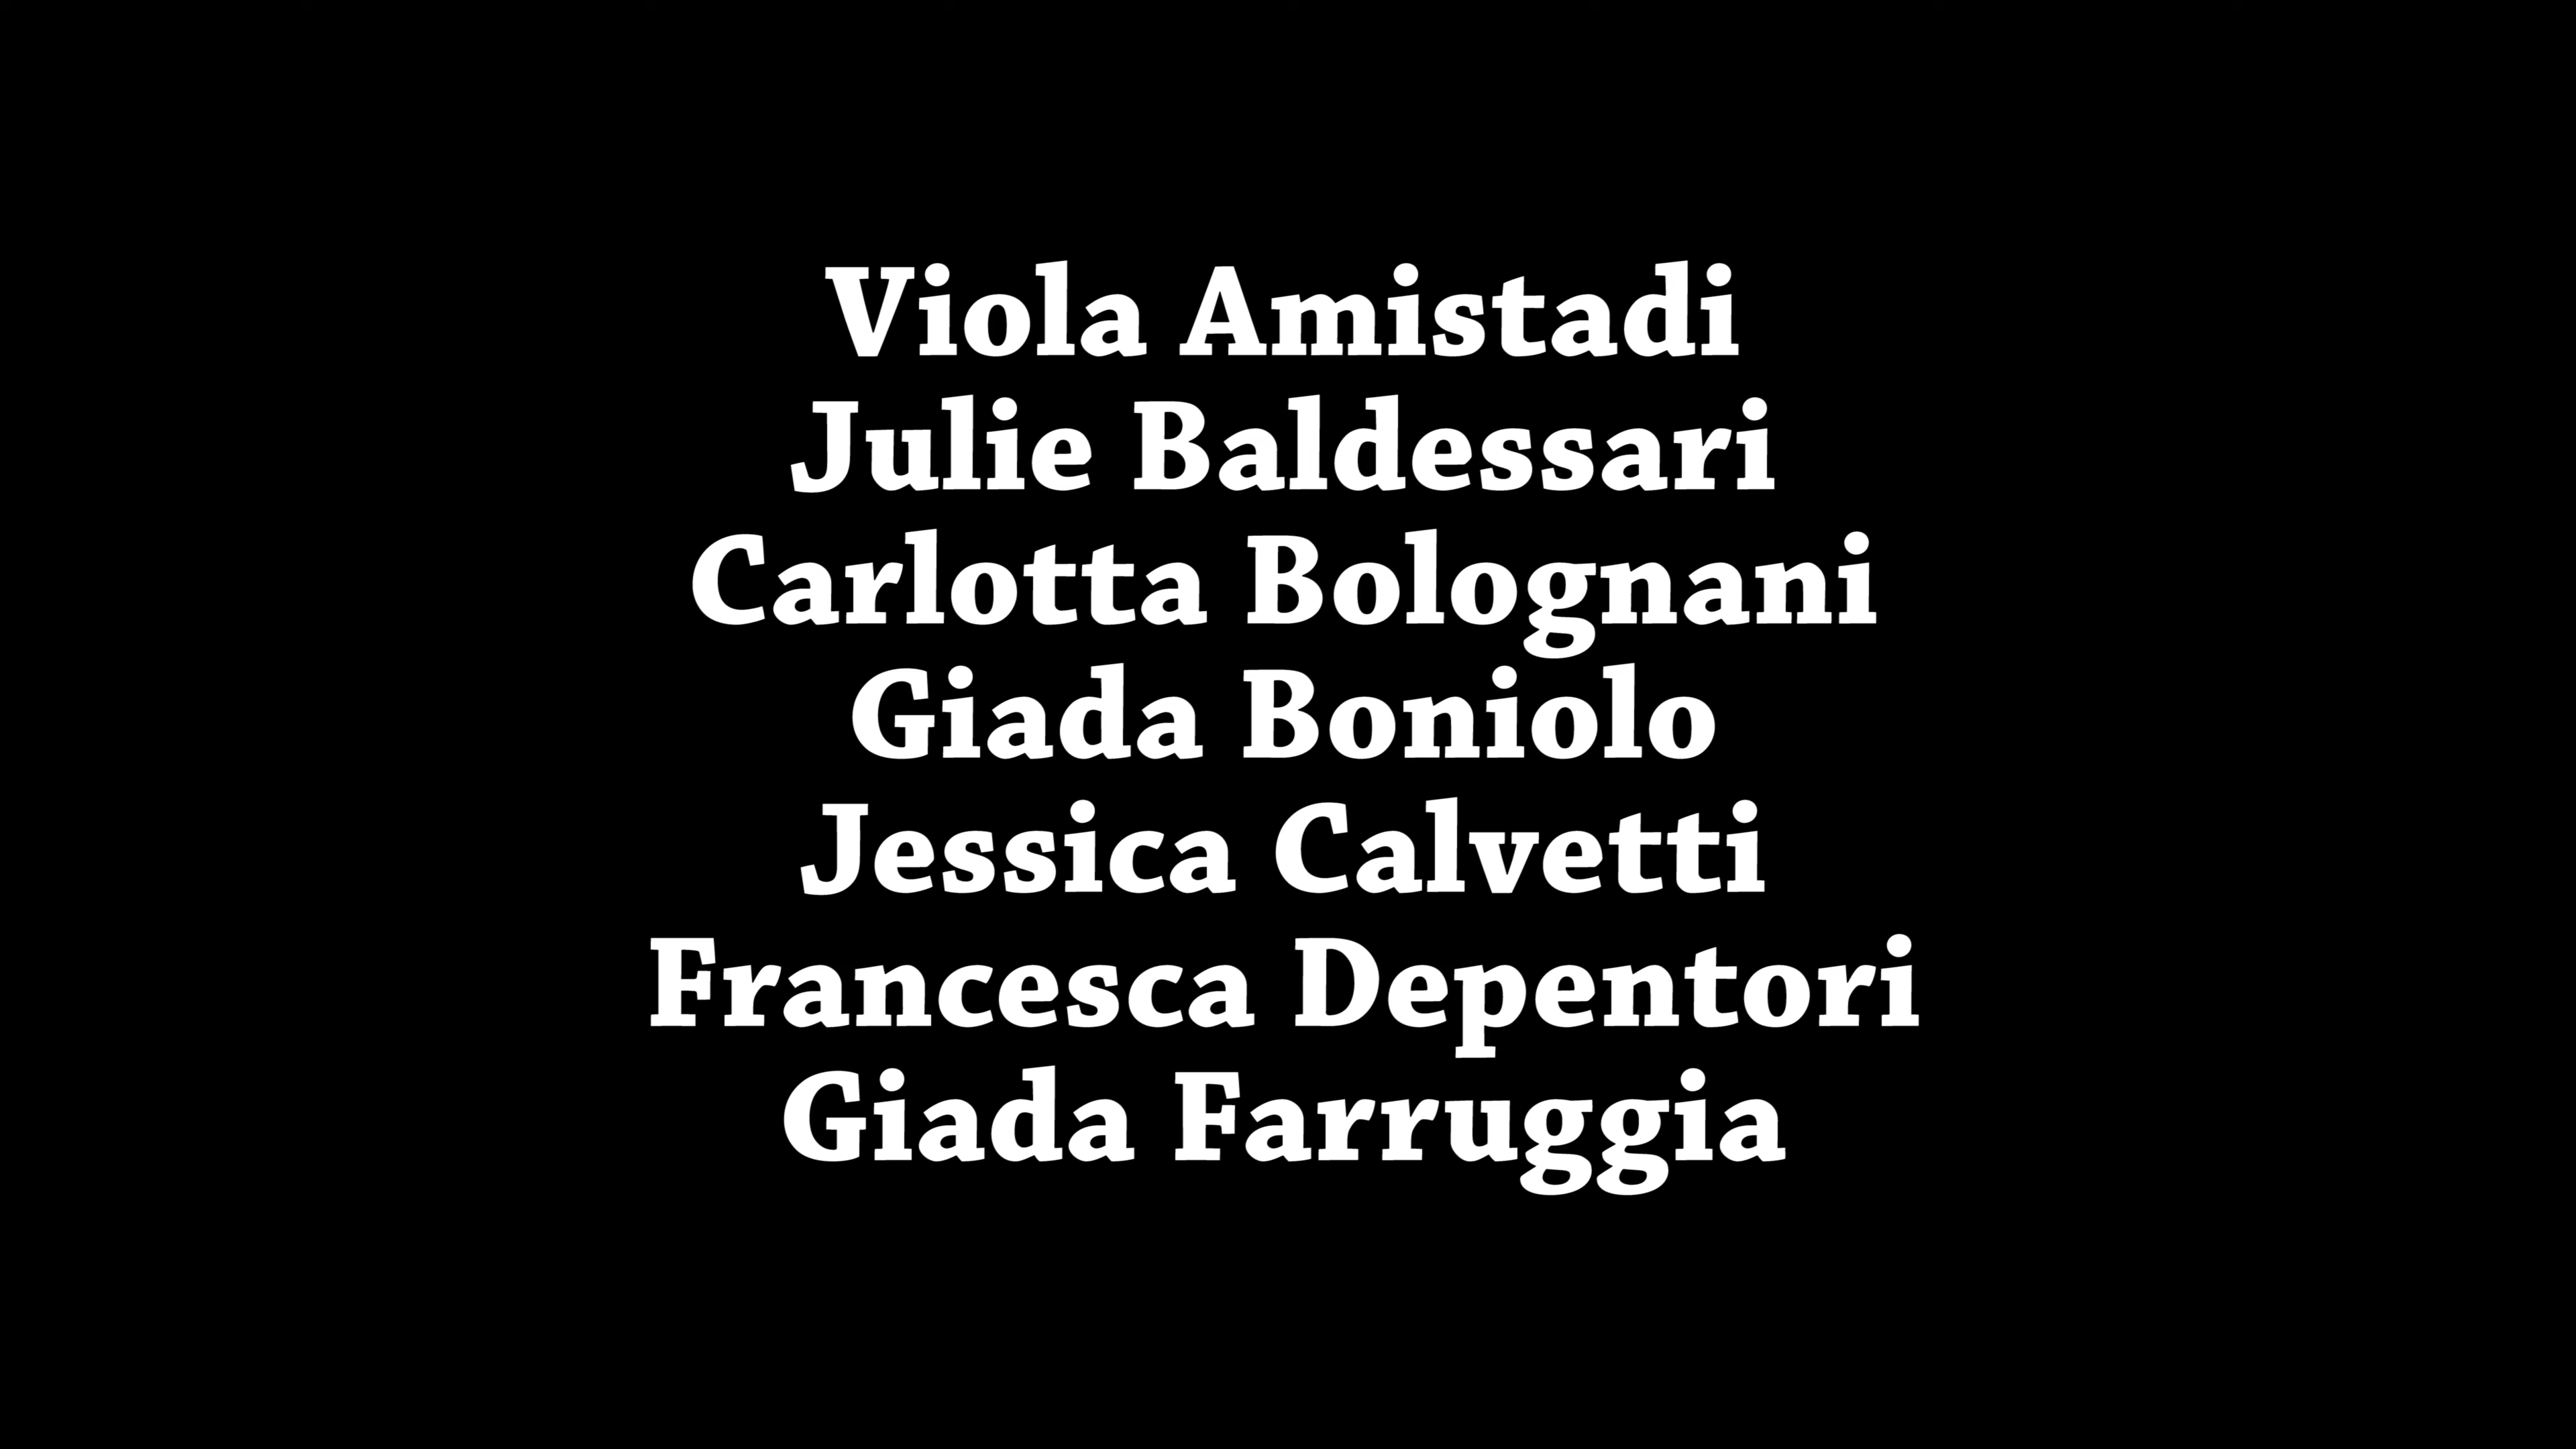 Viola Amistadi
Julie Baldessari
Carlotta Bolognani
Giada Boniolo
Jessica Calvetti
Francesca Depentori
Giada Farruggia